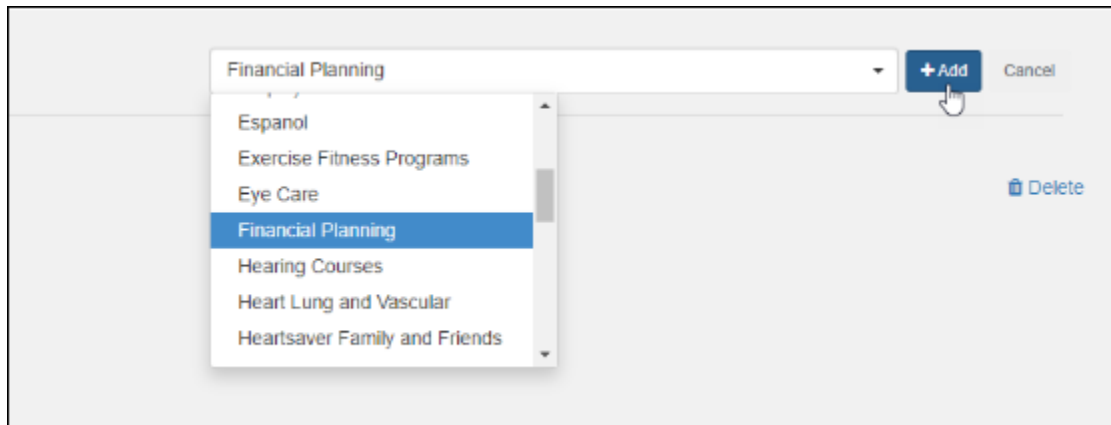 Financial Planning
+ Add
Cancel
Espanol
Exercise Fitness Programs
Eye Care
Financial Planning
Hearing Courses
Heart Lung and Vascular
Heartsaver Family and Friends
Delete